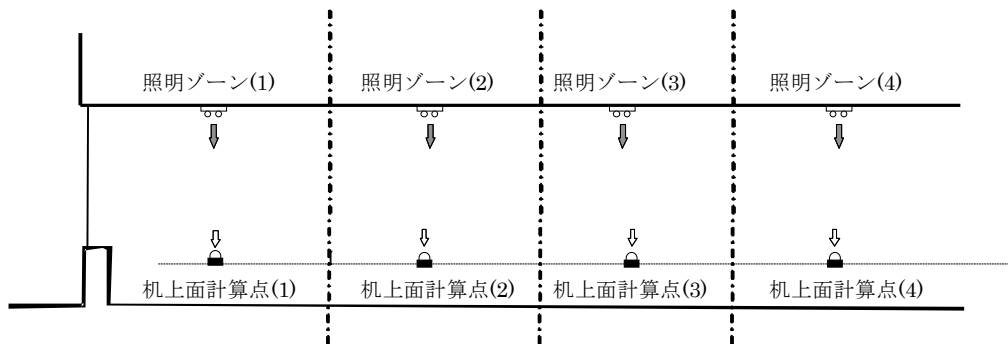 照明ゾーン(1)
照明ゾーン(2)
照明ゾーン(3)
照明ゾーン(4)
机上面計算点(1)
机上面計算点(2)
机上面計算点(3)
机上面計算点(4)